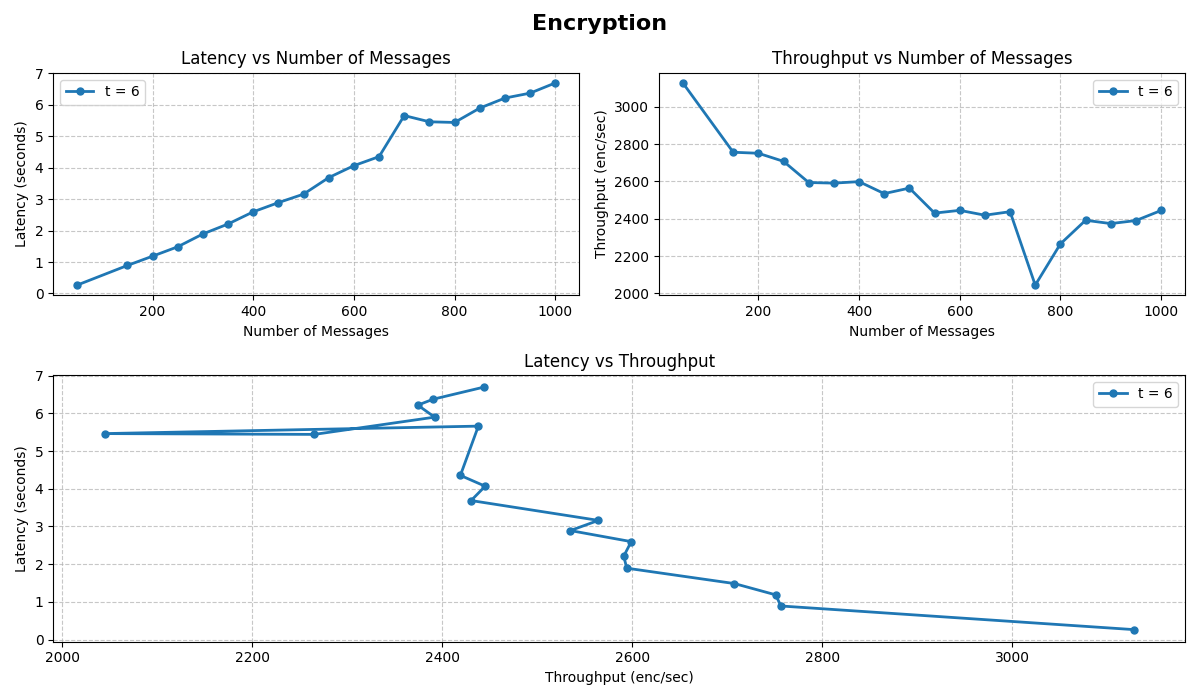 Encryption
Latency vs Number of Messages
t = 6
Latency (seconds)
7
6
5
4
3
2
1
0
200 400 600 800 1000
Number of Messages
Throughput vs Number of Messages
t = 6
Throughput (enc/sec)
3000
2800
2600
2400
2200
2000
200 400 600 800 1000
Number of Messages
Latency vs Throughput
t = 6
Latency (seconds)
7
6
5
4
3
2
1
0
2000 2200 2400 2600 2800 3000
Throughput (enc/sec)